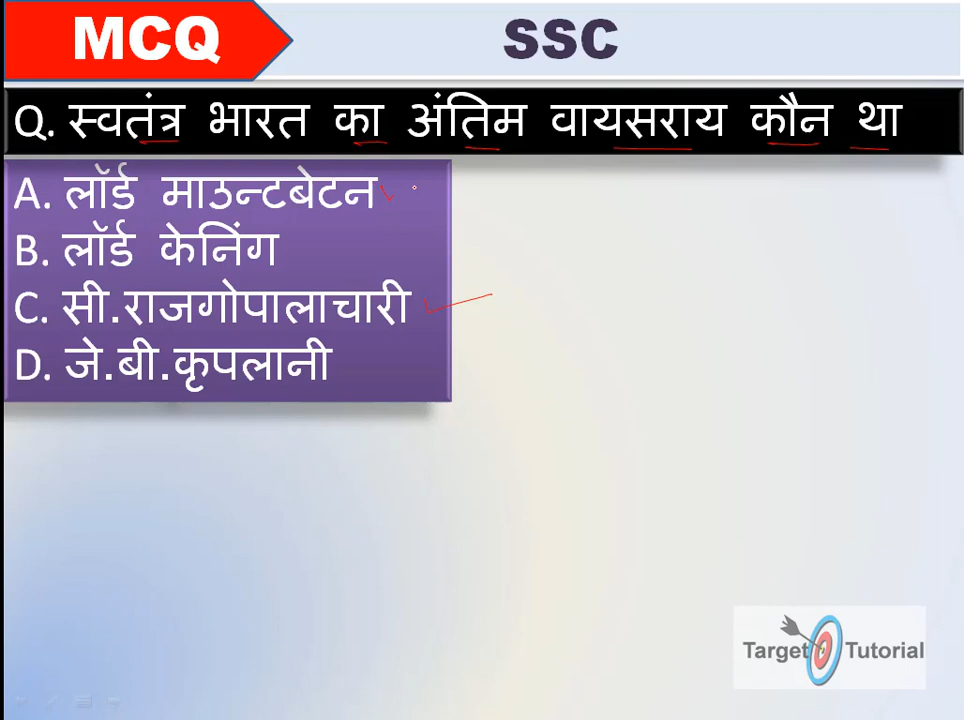 MCQ
SSC
Q. स्वतंत्र भारत का अंतिम वायसराय कौन था
A. लॉर्ड माउन्टबेटन
B. लॉर्ड केनिंग
C. सी.राजगोपालाचारी
D. जे.बी.कृपलानी
Target Tutorial